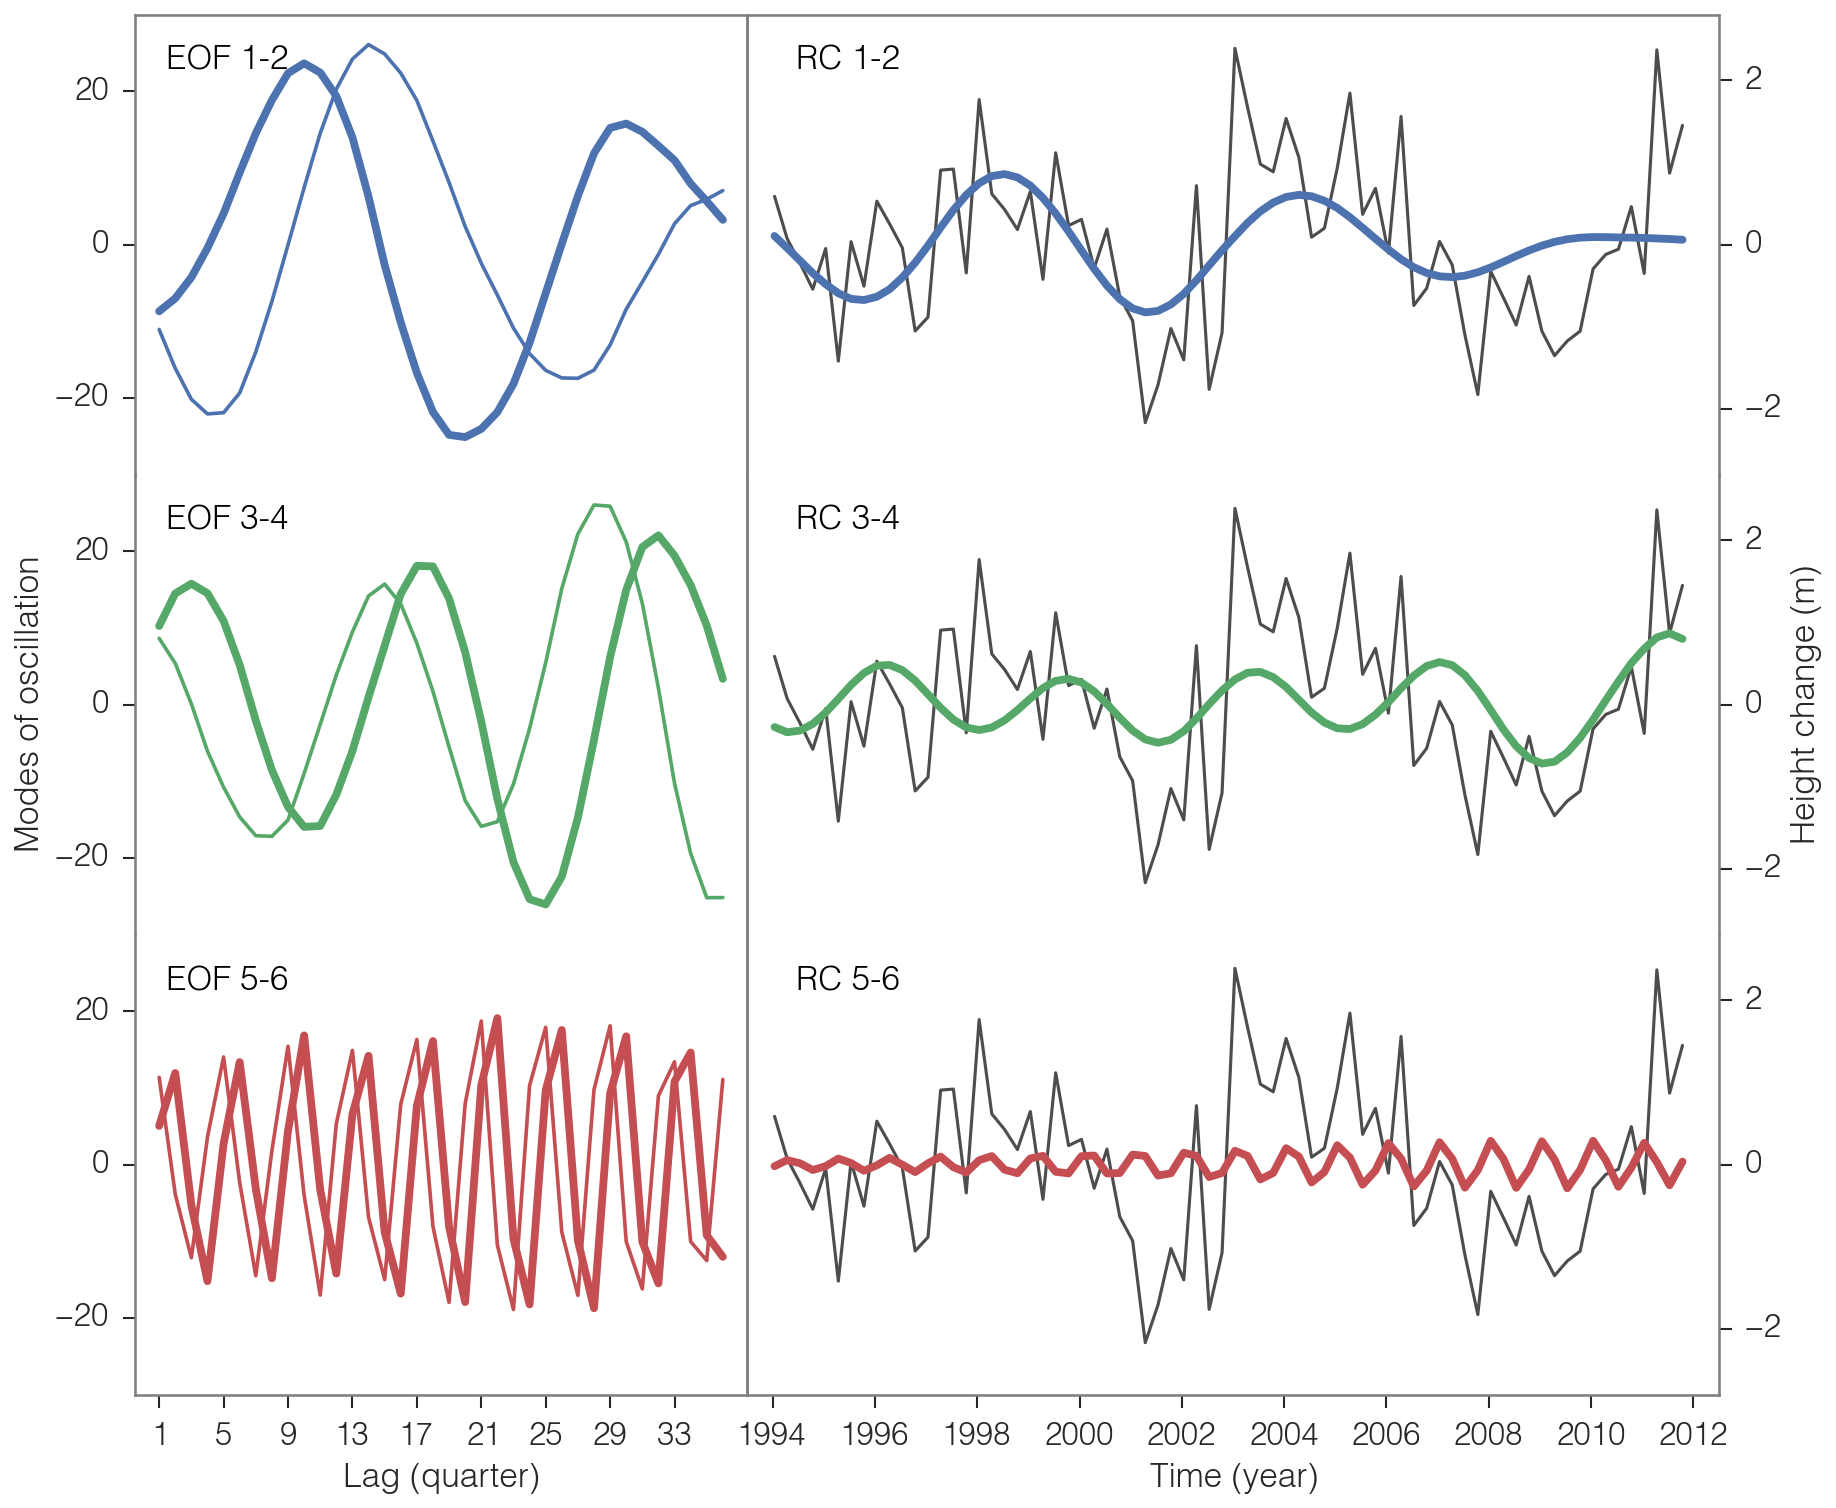 EOF 1-2
RC 1-2
20
0
−20
2
0
−2
EOF 3-4
RC 3-4
20
0
−20
2
0
−2
Modes of oscillation
Height change (m)
EOF 5-6
RC 5-6
20
0
−20
2
0
−2
1 5 9 13 17 21 25 29 33
1994 1996 1998 2000 2002 2004 2006 2008 2010 2012
Lag (quarter)
Time (year)